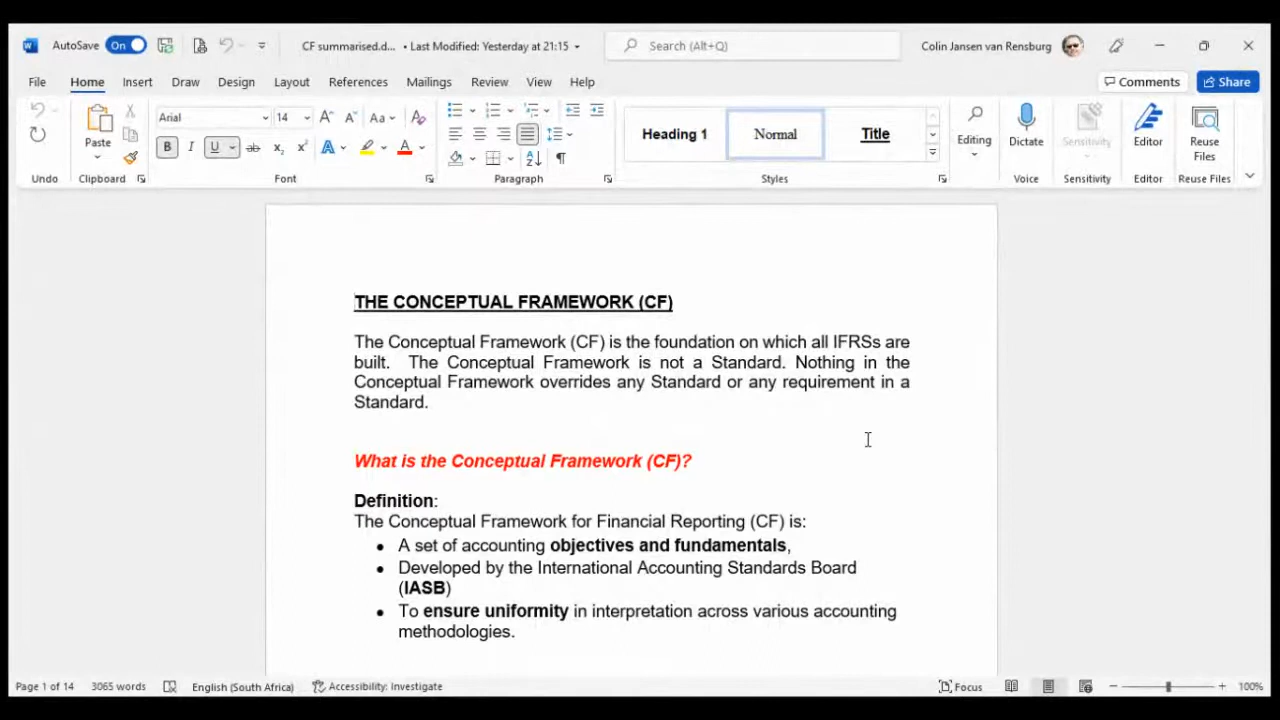 AutoSave On CF summarised.d... • Last Modified: Yesterday at 21:15 Search (Alt+Q) Colin Jansen van Rensburg
File Home Insert Draw Design Layout References Mailings Review View Help Comments Share
Paste Arial 14 A A Aa A
B I U ab x₂ x² A A
Heading 1 Normal Title
Editing Dictate Sensitivity Editor Reuse Files
Undo Clipboard Font Paragraph Styles Voice Sensitivity Editor Reuse Files
THE CONCEPTUAL FRAMEWORK (CF)
The Conceptual Framework (CF) is the foundation on which all IFRSs are
built. The Conceptual Framework is not a Standard. Nothing in the
Conceptual Framework overrides any Standard or any requirement in a
Standard.
What is the Conceptual Framework (CF)?
Definition:
The Conceptual Framework for Financial Reporting (CF) is:
• A set of accounting objectives and fundamentals,
• Developed by the International Accounting Standards Board
(IASB)
• To ensure uniformity in interpretation across various accounting
methodologies.
Page 1 of 14 3065 words English (South Africa) Accessibility: Investigate Focus 100%